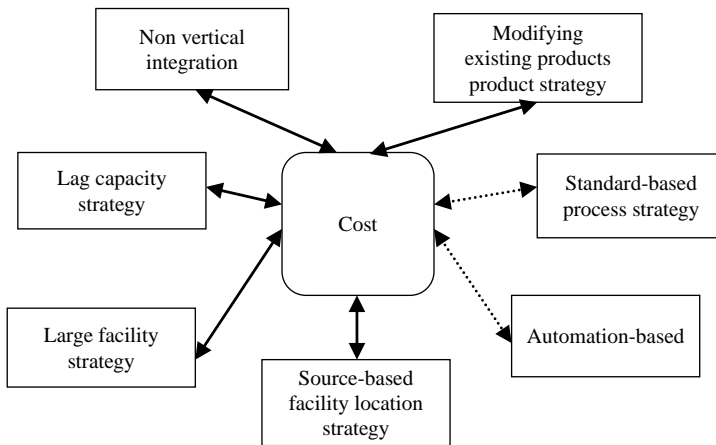 Non vertical
integration
Modifying
existing products
product strategy
Lag capacity
strategy
Cost
Standard-based
process strategy
Large facility
strategy
Automation-based
Source-based
facility location
strategy